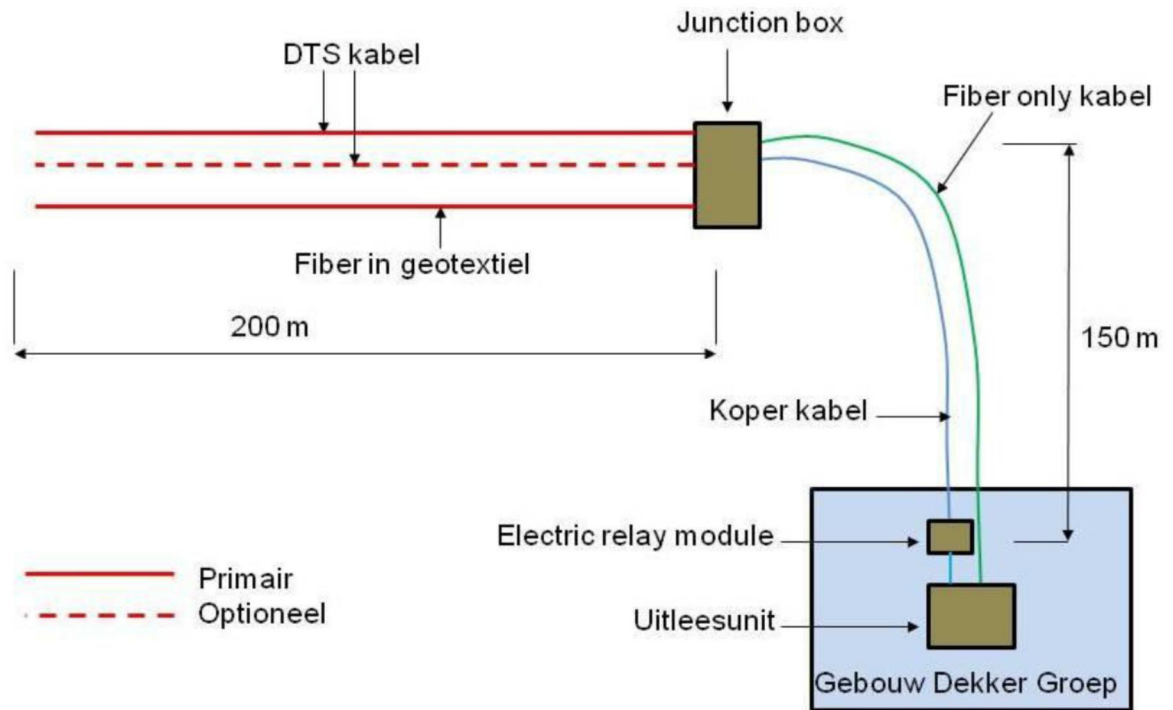 Junction box
DTS kabel
Fiber only kabel
Fiber in geotextiel
200 m
150 m
Koper kabel
Electric relay module
Primair
Optioneel
Uitleesunit
Gebouw Dekker Groep